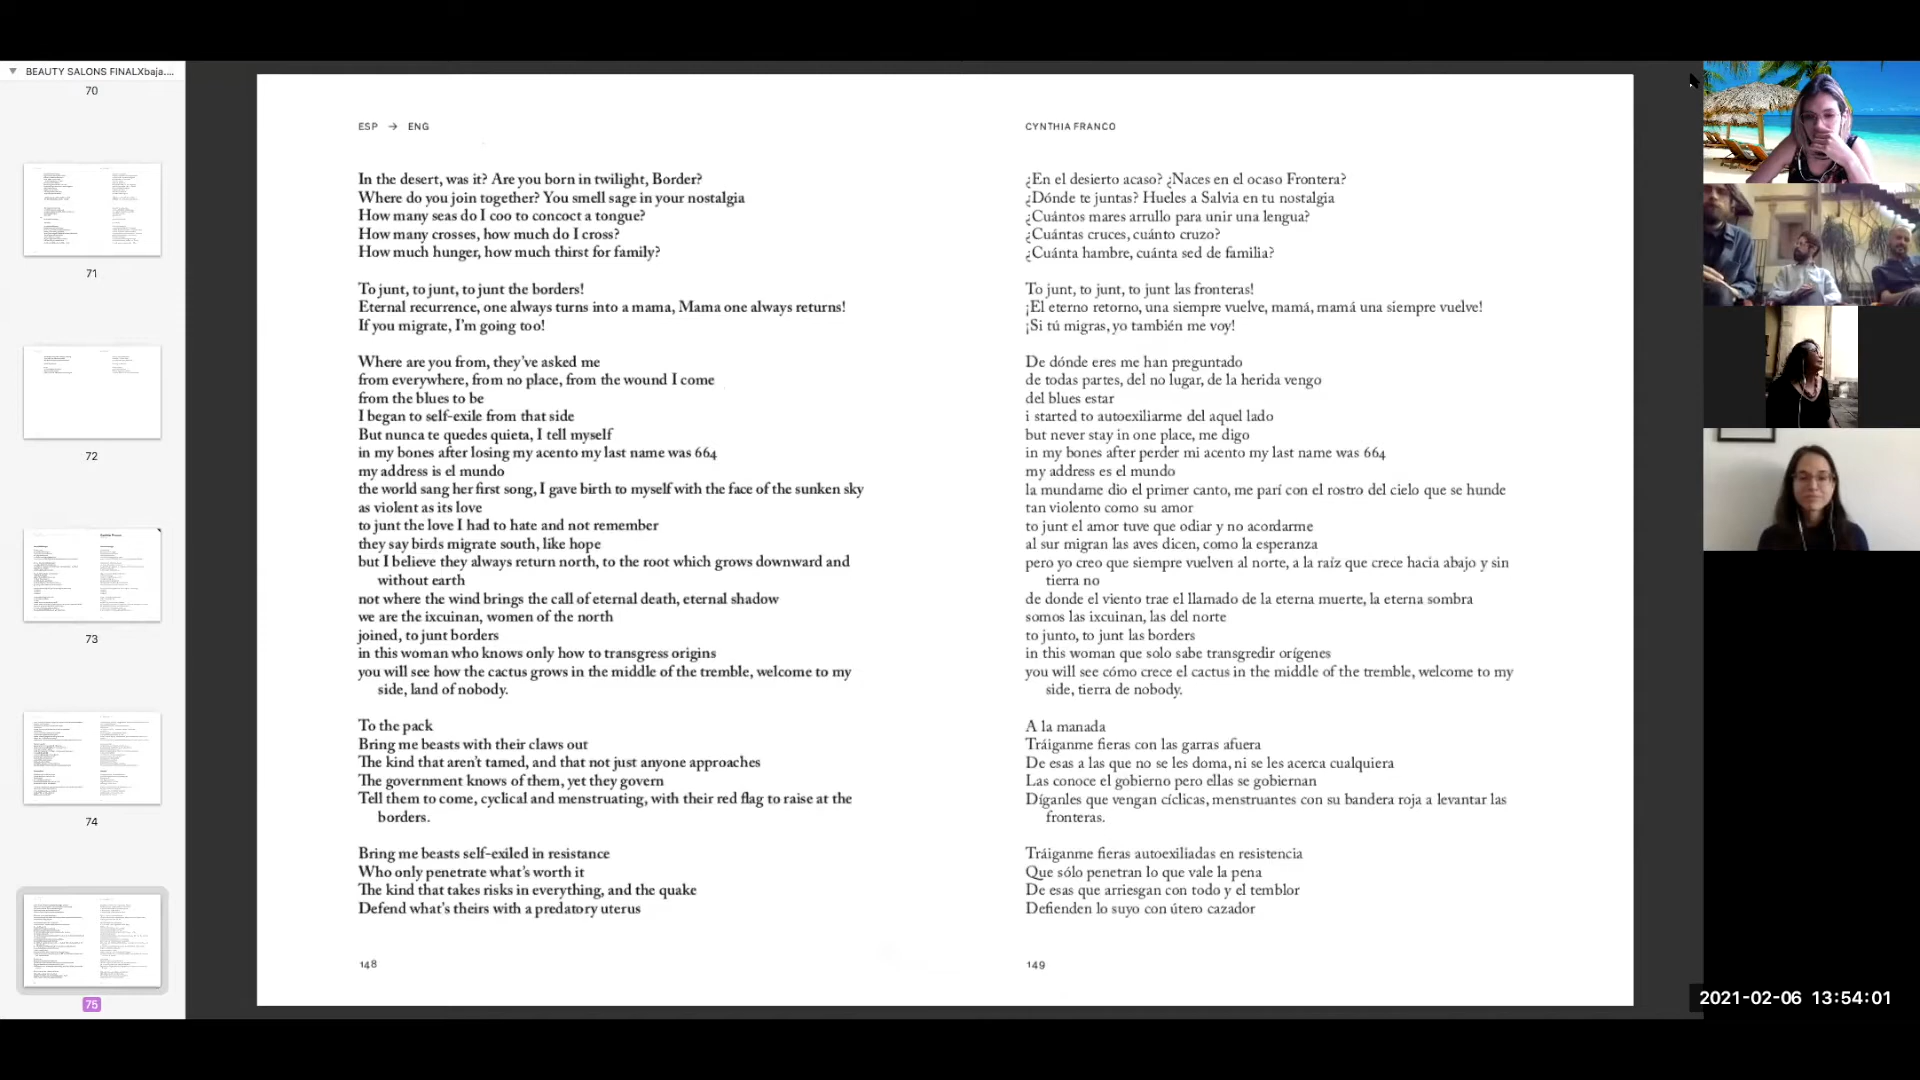 BEAUTY SALONS FINALXbaja....
70
71
72
73
74
75
ESP → ENG
In the desert, was it? Are you born in twilight, Border?
Where do you join together? You smell sage in your nostalgia
How many seas do I coo to concoct a tongue?
How many crosses, how much do I cross?
How much hunger, how much thirst for family?
To junt, to junt, to junt the borders!
Eternal recurrence, one always turns into a mama, Mama one always returns!
If you migrate, I'm going too!
Where are you from, they've asked me
from everywhere, from no place, from the wound I come
from the blues to be
I began to self-exile from that side
But nunca te quedes quieta, I tell myself
in my bones after losing my acento my last name was 664
my address is el mundo
the world sang her first song, I gave birth to myself with the face of the sunken sky
as violent as its love
to junt the love I had to hate and not remember
they say birds migrate south, like hope
but I believe they always return north, to the root which grows downward and
without earth
not where the wind brings the call of eternal death, eternal shadow
we are the ixcuinan, women of the north
joined, to junt borders
in this woman who knows only how to transgress origins
you will see how the cactus grows in the middle of the tremble, welcome to my
side, land of nobody.
To the pack
Bring me beasts with their claws out
The kind that aren't tamed, and that not just anyone approaches
The government knows of them, yet they govern
Tell them to come, cyclical and menstruating, with their red flag to raise at the
borders.
Bring me beasts self-exiled in resistance
Who only penetrate what's worth it
The kind that takes risks in everything, and the quake
Defend what's theirs with a predatory uterus
148
CYNTHIA FRANCO
¿En el desierto acaso? ¿Naces en el ocaso Frontera?
¿Dónde te juntas? Hueles a Salvia en tu nostalgia
¿Cuántos mares arrullo para unir una lengua?
¿Cuántas cruces, cuánto cruzo?
¿Cuánta hambre, cuánta sed de familia?
To junt, to junt, to junt las fronteras!
¡El eterno retorno, una siempre vuelve, mamá, mamá una siempre vuelve!
¡Si tú migras, yo también me voy!
De dónde eres me han preguntado
de todas partes, del no lugar, de la herida vengo
del blues estar
i started to autoexiliarme del aquel lado
but never stay in one place, me digo
in my bones after perder mi acento my last name was 664
my address es el mundo
la mundame dio el primer canto, me parí con el rostro del cielo que se hunde
tan violento como su amor
to junt el amor tuve que odiar y no acordarme
al sur migran las aves dicen, como la esperanza
pero yo creo que siempre vuelven al norte, a la raíz que crece hacia abajo y sin
tierra no
de donde el viento trae el llamado de la eterna muerte, la eterna sombra
somos las ixcuinan, las del norte
to junto, to junt las borders
in this woman que solo sabe transgredir orígenes
you will see cómo crece el cactus in the middle of the tremble, welcome to my
side, tierra de nobody.
A la manada
Tráiganme fieras con las garras afuera
De esas a las que no se les doma, ni se les acerca cualquiera
Las conoce el gobierno pero ellas se gobiernan
Díganles que vengan cíclicas, menstruantes con su bandera roja a levantar las
fronteras.
Tráiganme fieras autoexiliadas en resistencia
Que sólo penetran lo que vale la pena
De esas que arriesgan con todo y el temblor
Defienden lo suyo con útero cazador
149
2021-02-06 13:54:01